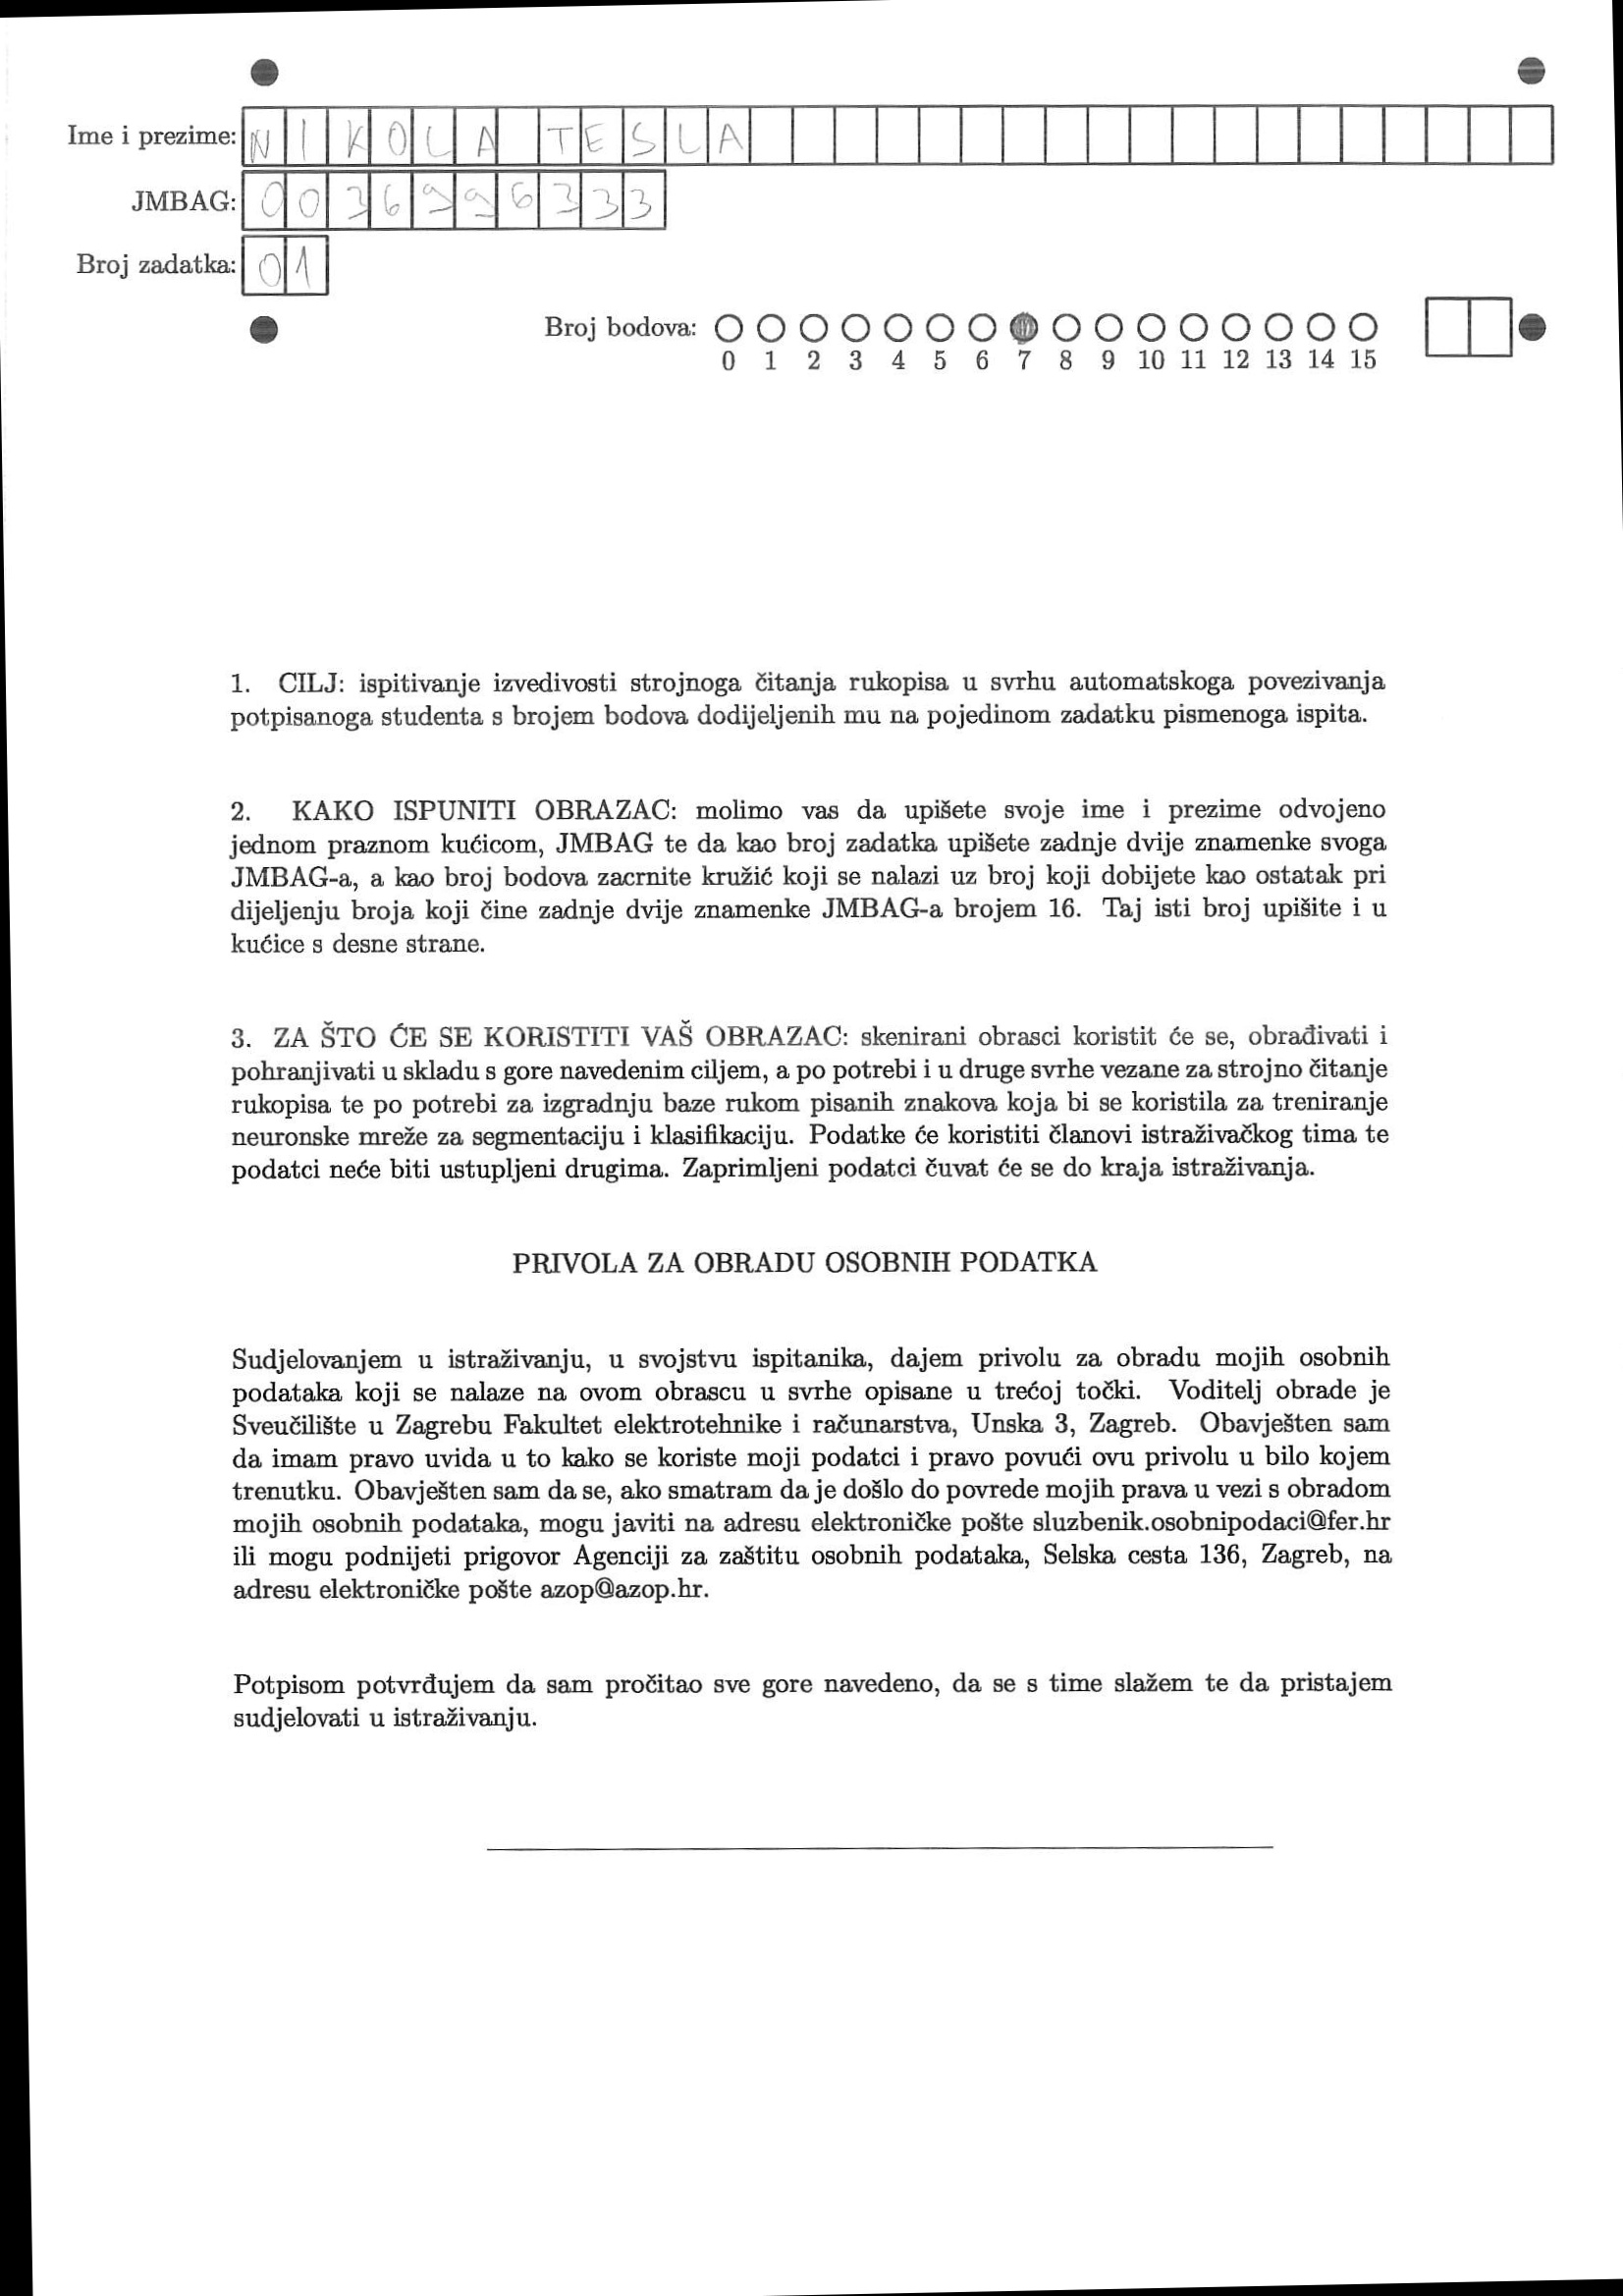 Ime i prezime: NIKOLA TESLA
JMBAG: 0036996333
Broj zadatka: 01
Broj bodova:
0 1 2 3 4 5 6 7 8 9 10 11 12 13 14 15
1. CILJ: ispitivanje izvedivosti strojnoga čitanja rukopisa u svrhu automatskoga povezivanja
potpisanoga studenta s brojem bodova dodijeljenih mu na pojedinom zadatku pismenoga ispita.
2. KAKO ISPUNITI OBRAZAC: molimo vas da upišete svoje ime i prezime odvojeno
jednom praznom kućicom, JMBAG te da kao broj zadatka upišete zadnje dvije znamenke svoga
JMBAG-a, a kao broj bodova zacrnite kružić koji se nalazi uz broj koji dobijete kao ostatak pri
dijeljenju broja koji čine zadnje dvije znamenke JMBAG-a brojem 16. Taj isti broj upišite i u
kućice s desne strane.
3. ZA ŠTO ĆE SE KORISTITI VAŠ OBRAZAC: skenirani obrasci koristit će se, obrađivati i
pohranjivati u skladu s gore navedenim ciljem, a po potrebi i u druge svrhe vezane za strojno čitanje
rukopisa te po potrebi za izgradnju baze rukom pisanih znakova koja bi se koristila za treniranje
neuronske mreže za segmentaciju i klasifikaciju. Podatke će koristiti članovi istraživačkog tima te
podatci neće biti ustupljeni drugima. Zaprimljeni podatci čuvat će se do kraja istraživanja.
PRIVOLA ZA OBRADU OSOBNIH PODATKA
Sudjelovanjem u istraživanju, u svojstvu ispitanika, dajem privolu za obradu mojih osobnih
podataka koji se nalaze na ovom obrascu u svrhe opisane u trećoj točki. Voditelj obrade je
Sveučilište u Zagrebu Fakultet elektrotehnike i računarstva, Unska 3, Zagreb. Obavješten sam
da imam pravo uvida u to kako se koriste moji podatci i pravo povući ovu privolu u bilo kojem
trenutku. Obavješten sam da se, ako smatram da je došlo do povrede mojih prava u vezi s obradom
mojih osobnih podataka, mogu javiti na adresu elektroničke pošte sluzbenik.osobnipodaci@fer.hr
ili mogu podnijeti prigovor Agenciji za zaštitu osobnih podataka, Selska cesta 136, Zagreb, na
adresu elektroničke pošte azop@azop.hr.
Potpisom potvrđujem da sam pročitao sve gore navedeno, da se s time slažem te da pristajem
sudjelovati u istraživanju.